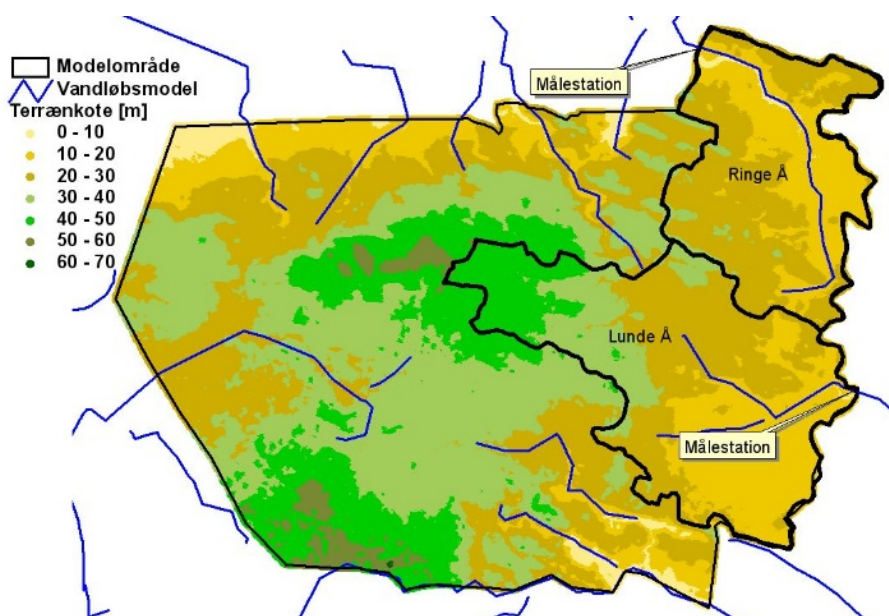 Modelområde
Vandløbsmodel
Terrænkote [m]
0 - 10
10 - 20
20 - 30
30 - 40
40 - 50
50 - 60
60 - 70
Målestation
Ringe Å
Lunde Å
Målestation